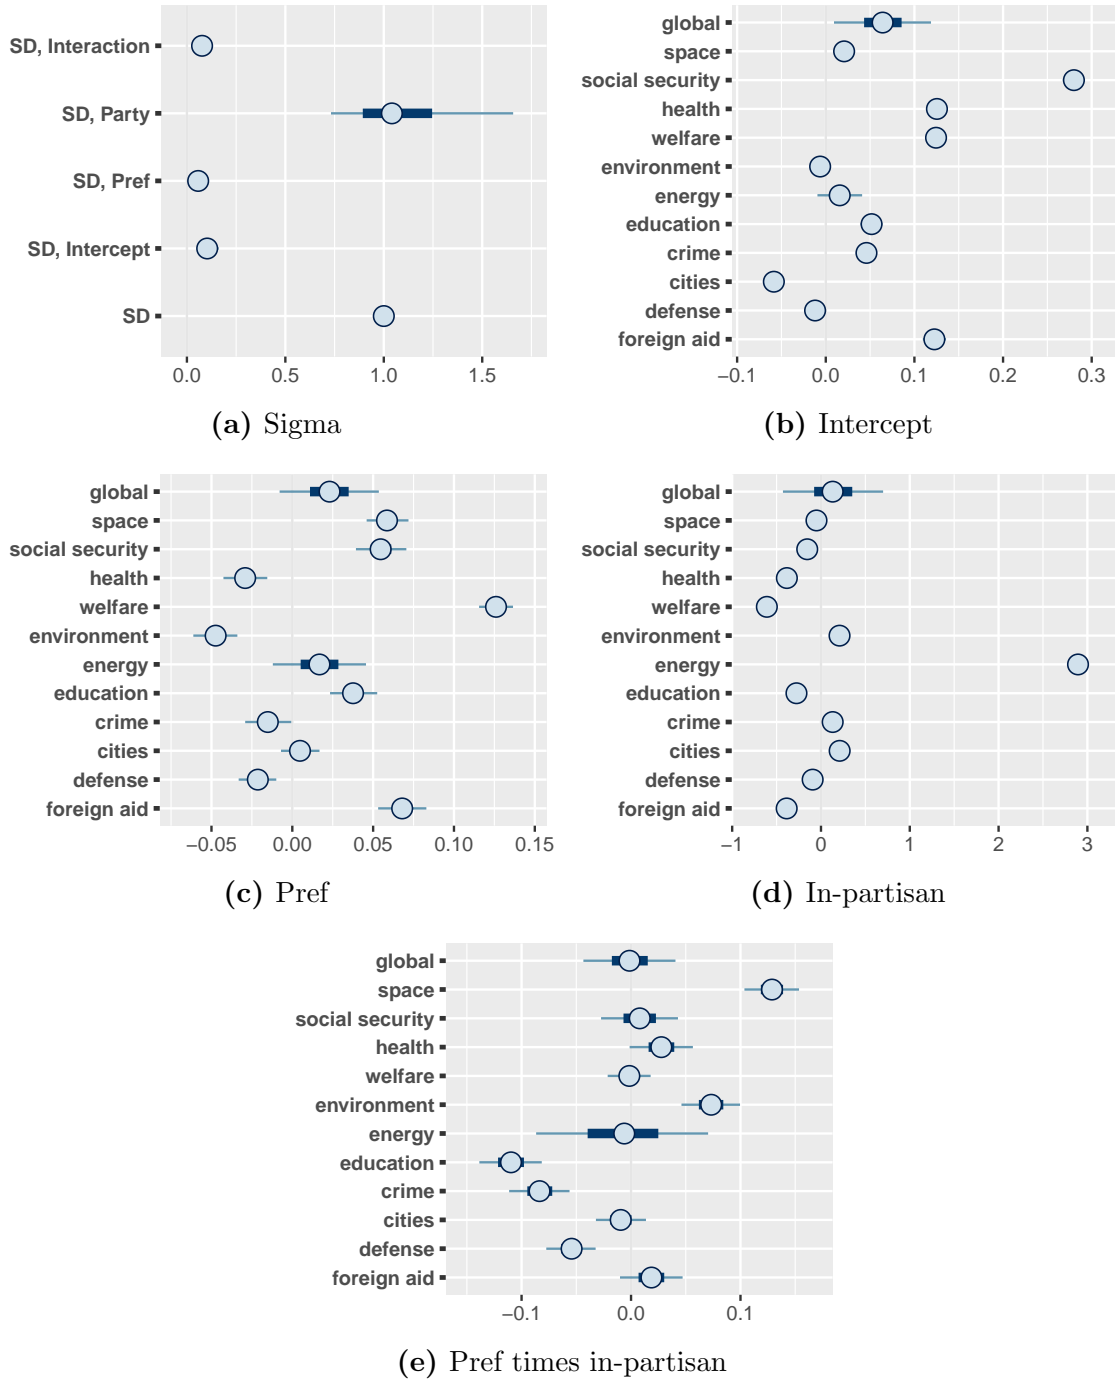 SD, Interaction
SD, Party
SD, Pref
SD, Intercept
SD
0.0 0.5 1.0 1.5
(a) Sigma
global
space
social security
health
welfare
environment
energy
education
crime
cities
defense
foreign aid
−0.1 0.0 0.1 0.2 0.3
(b) Intercept
global
space
social security
health
welfare
environment
energy
education
crime
cities
defense
foreign aid
−0.05 0.00 0.05 0.10 0.15
(c) Pref
global
space
social security
health
welfare
environment
energy
education
crime
cities
defense
foreign aid
−1 0 1 2 3
(d) In-partisan
global
space
social security
health
welfare
environment
energy
education
crime
cities
defense
foreign aid
−0.1 0.0 0.1
(e) Pref times in-partisan